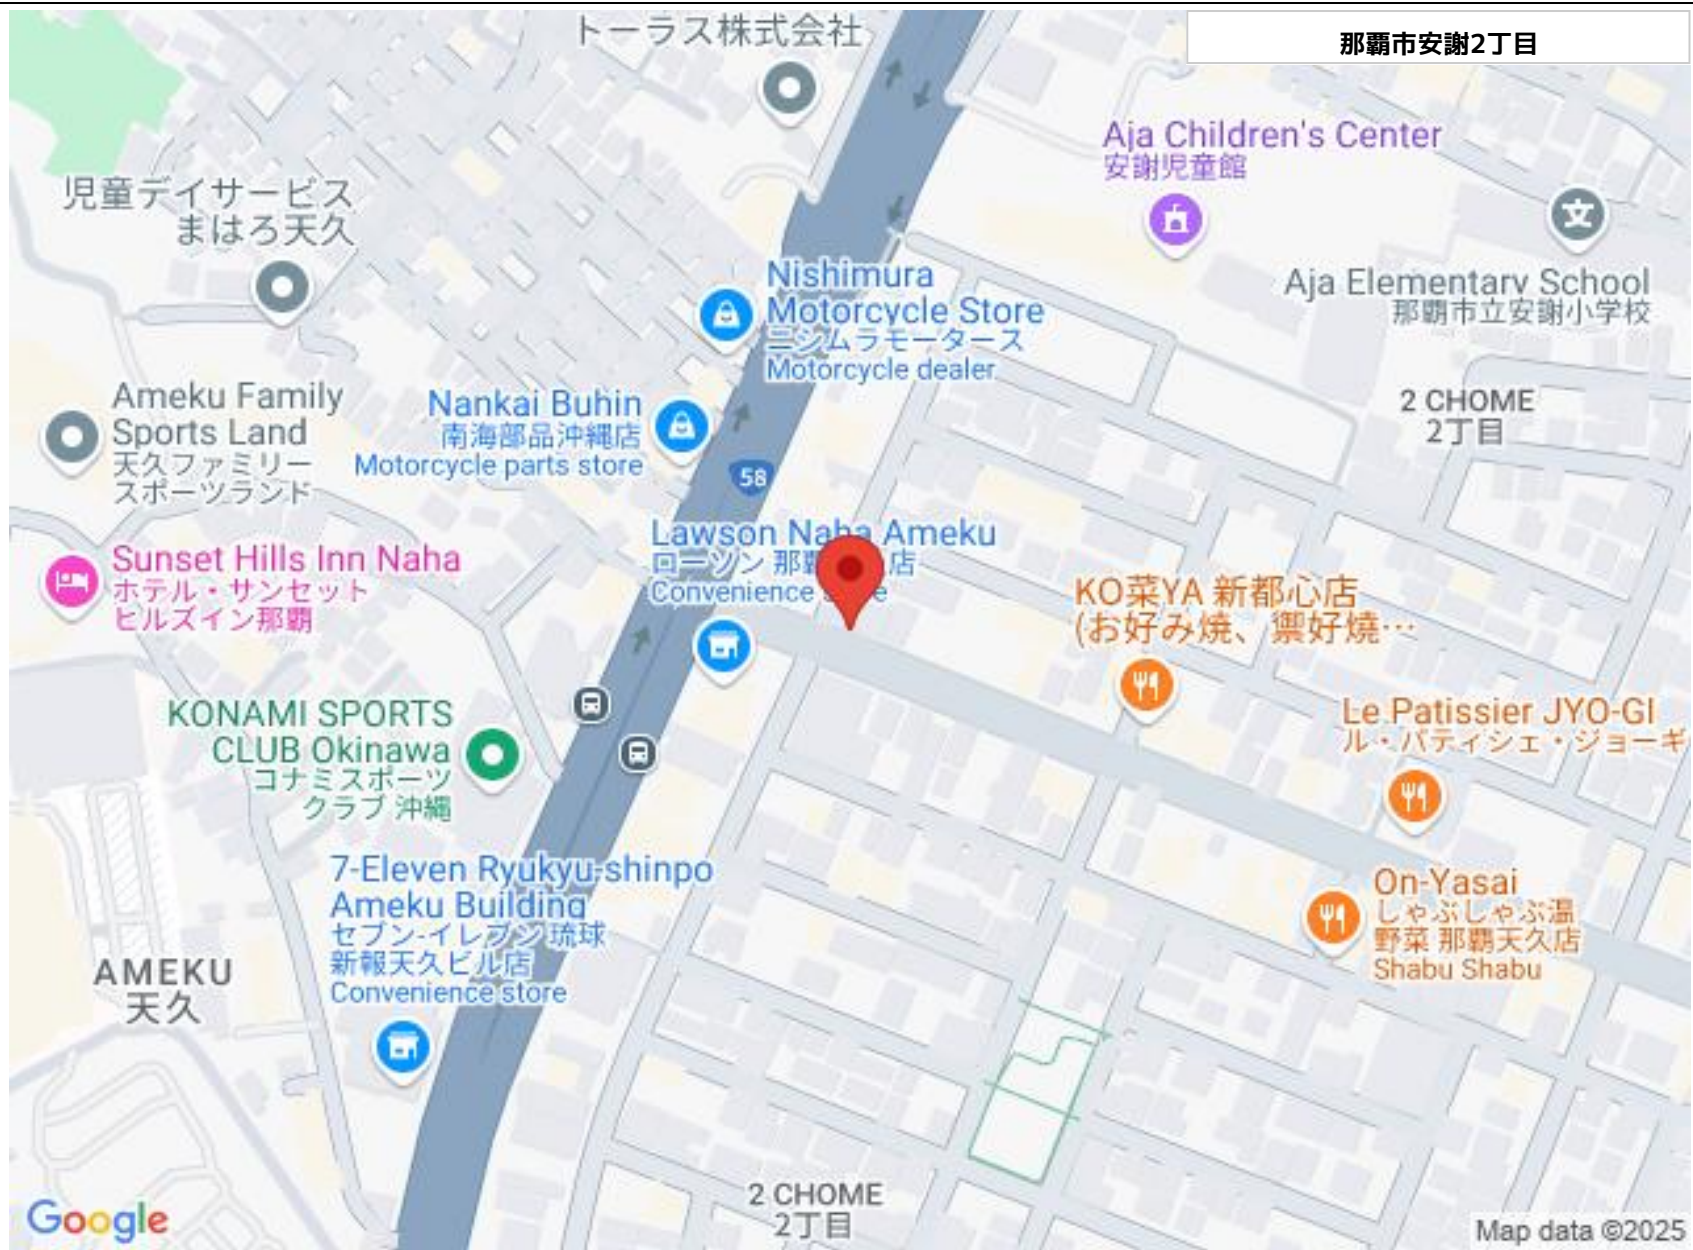 トーラス株式会社
那覇市安謝2丁目
Aja Children's Center
安謝児童館
児童デイサービス
まはろ天久
Aja Elementary School
那覇市立安謝小学校
Nishimura
Motorcycle Store
ニシムラモータース
Motorcycle dealer
Ameku Family
Sports Land
天久ファミリー
スポーツランド
Nankai Buhin
南海部品沖縄店
Motorcycle parts store
2 CHOME
2丁目
58
Lawson Naha Ameku
ローソン 那覇 店
Convenience
Sunset Hills Inn Naha
ホテル・サンセット
ヒルズイン那覇
KO菜YA 新都心店
(お好み焼、禦好燒…
KONAMI SPORTS
CLUB Okinawa
コナミスポーツ
クラブ 沖縄
Le Patissier JYO-GI
ル・パティシェ・ジョーギ
7-Eleven Ryukyu-shinpo
Ameku Building
セブン-イレブン 琉球
新報天久ビル店
Convenience store
On-Yasai
しゃぶしゃぶ温
野菜 那覇天久店
Shabu Shabu
AMEKU
天久
2 CHOME
2丁目
Google
Map data ©2025